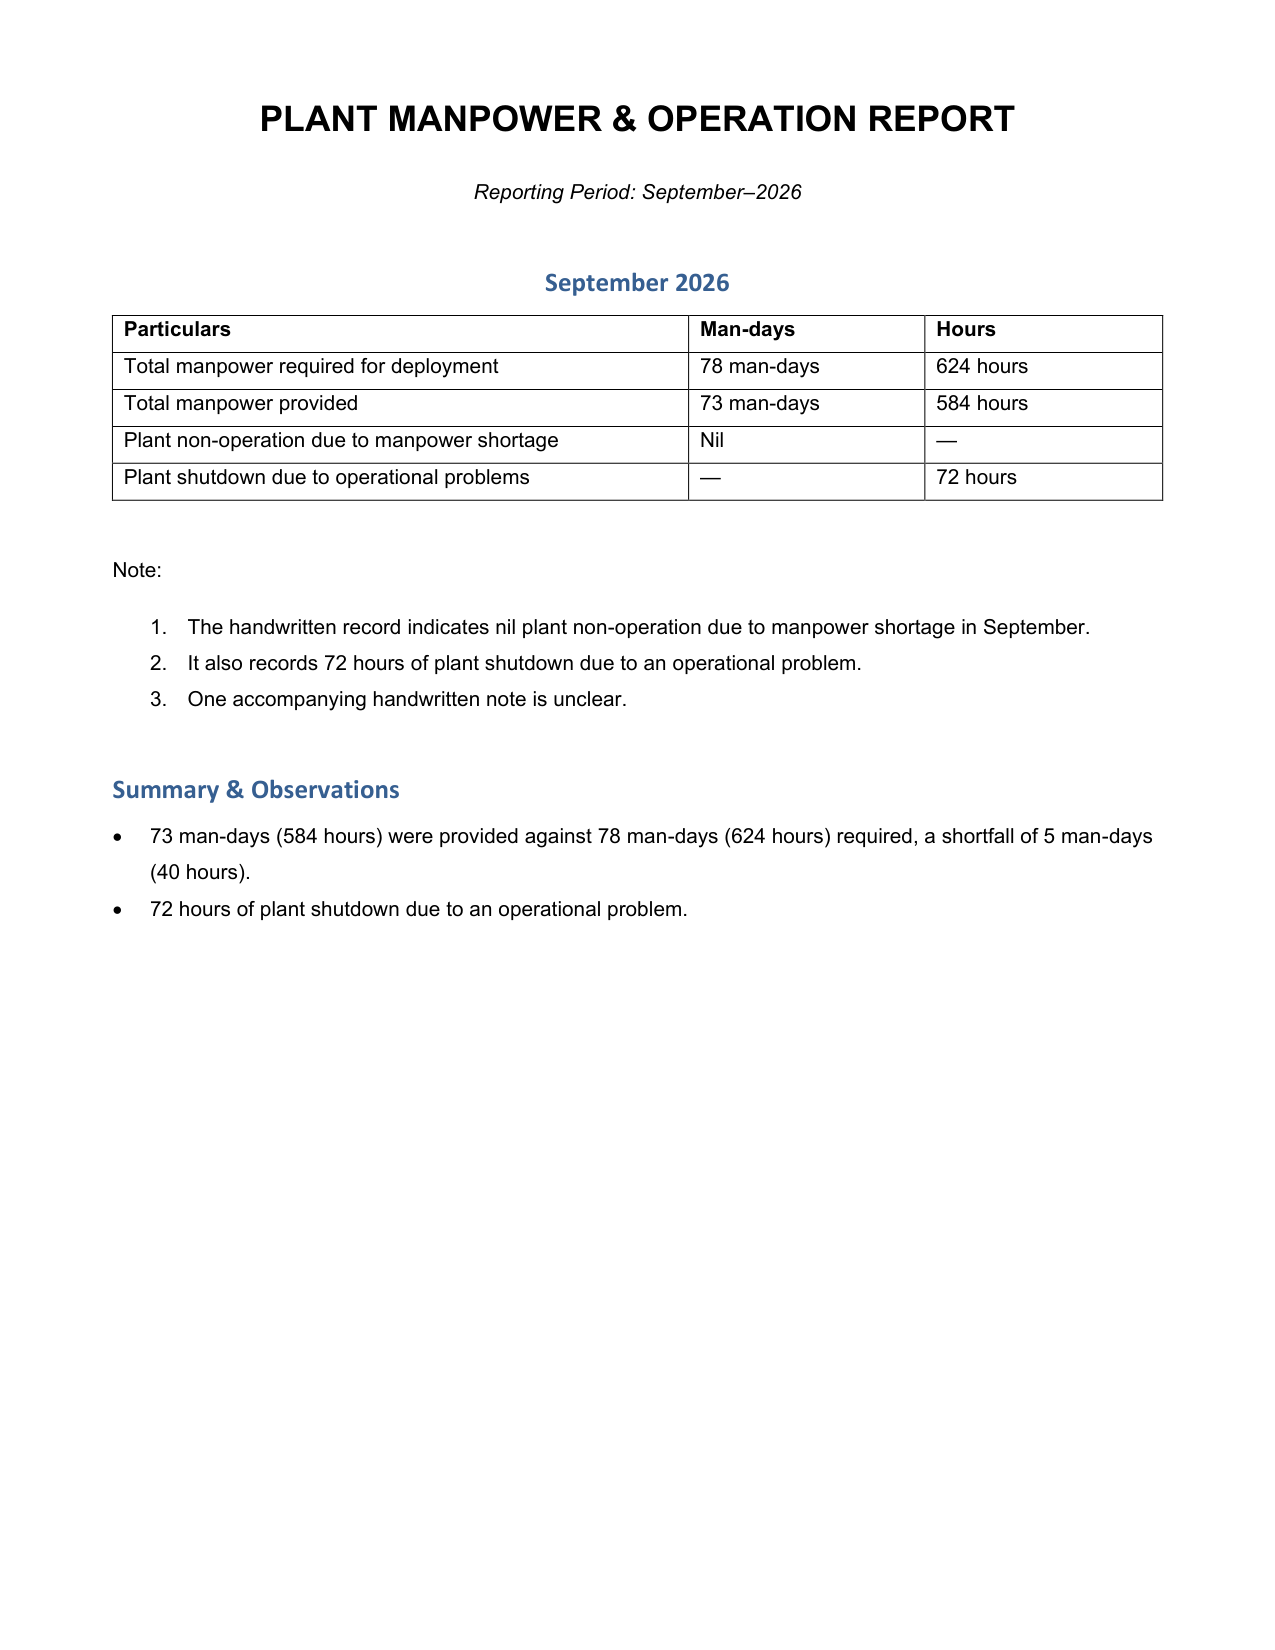 PLANT MANPOWER & OPERATION REPORT
Reporting Period: September–2026
September 2026
Particulars Man-days Hours
Total manpower required for deployment 78 man-days 624 hours
Total manpower provided 73 man-days 584 hours
Plant non-operation due to manpower shortage Nil —
Plant shutdown due to operational problems — 72 hours
Note:
1. The handwritten record indicates nil plant non-operation due to manpower shortage in September.
2. It also records 72 hours of plant shutdown due to an operational problem.
3. One accompanying handwritten note is unclear.
Summary & Observations
• 73 man-days (584 hours) were provided against 78 man-days (624 hours) required, a shortfall of 5 man-days
(40 hours).
• 72 hours of plant shutdown due to an operational problem.